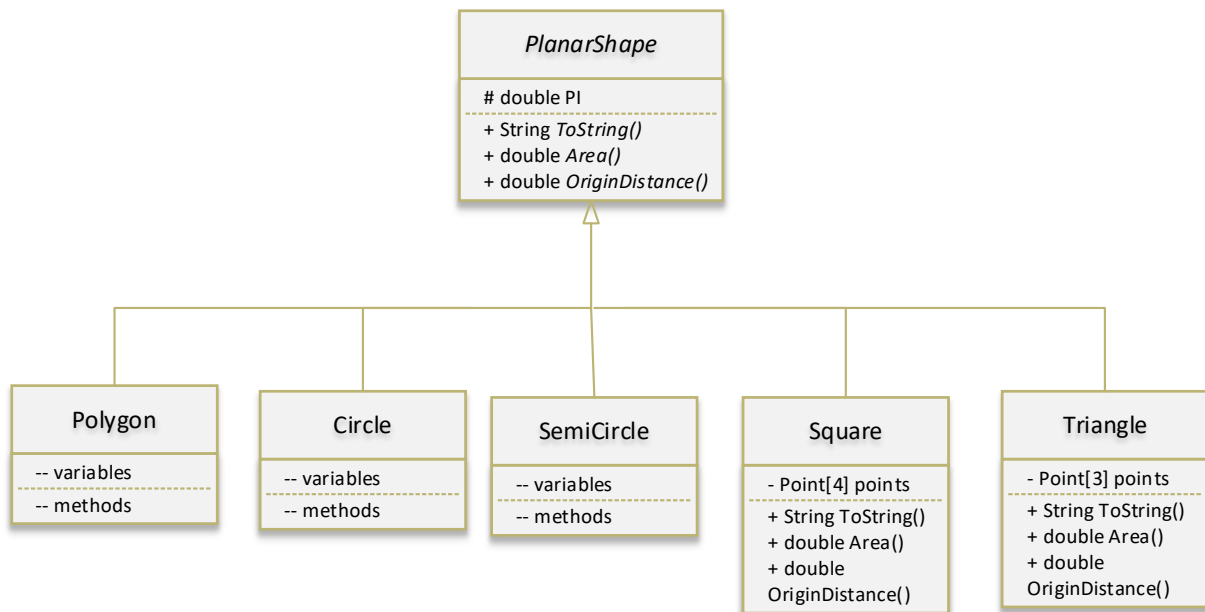 PlanarShape
# double PI
+ String ToString()
+ double Area()
+ double OriginDistance()
Polygon
-- variables
-- methods
Circle
-- variables
-- methods
SemiCircle
-- variables
-- methods
Square
- Point[4] points
+ String ToString()
+ double Area()
+ double
OriginDistance()
Triangle
- Point[3] points
+ String ToString()
+ double Area()
+ double
OriginDistance()